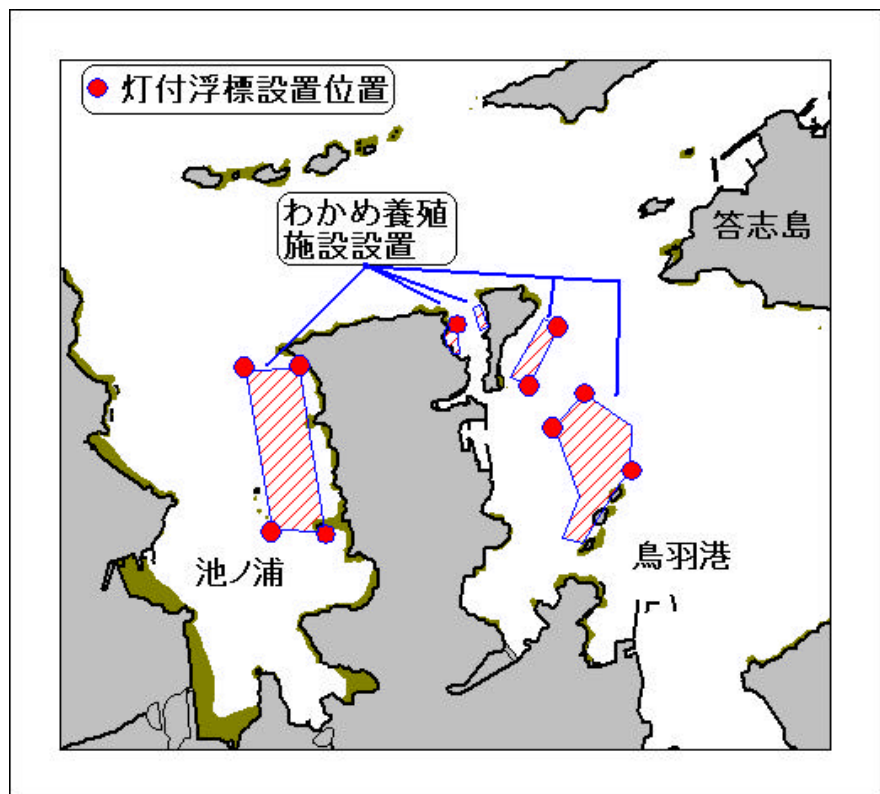 灯付浮標設置位置
わかめ養殖
施設設置
答志島
池ノ浦
鳥羽港